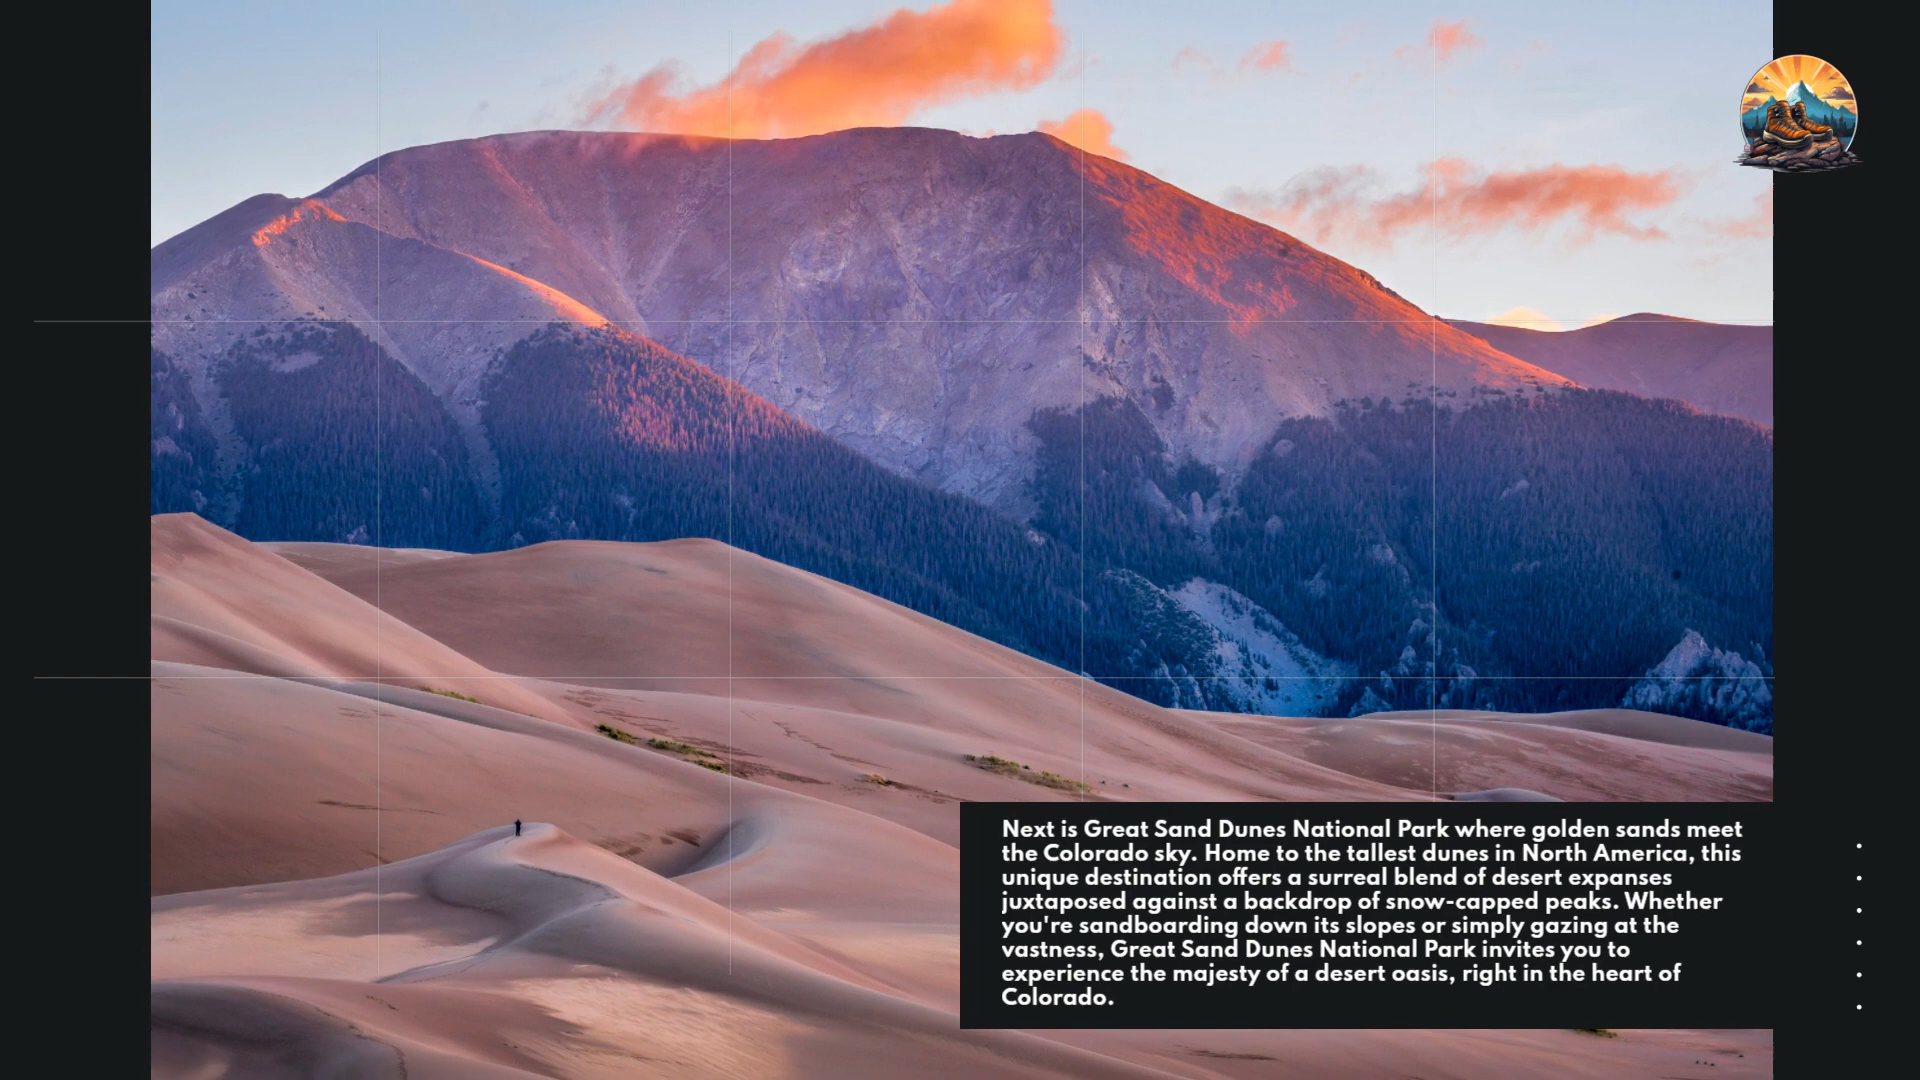 Next is Great Sand Dunes National Park where golden sands meet
the Colorado sky. Home to the tallest dunes in North America, this
unique destination offers a surreal blend of desert expanses
juxtaposed against a backdrop of snow-capped peaks. Whether
you're sandboarding down its slopes or simply gazing at the
vastness, Great Sand Dunes National Park invites you to
experience the majesty of a desert oasis, right in the heart of
Colorado.